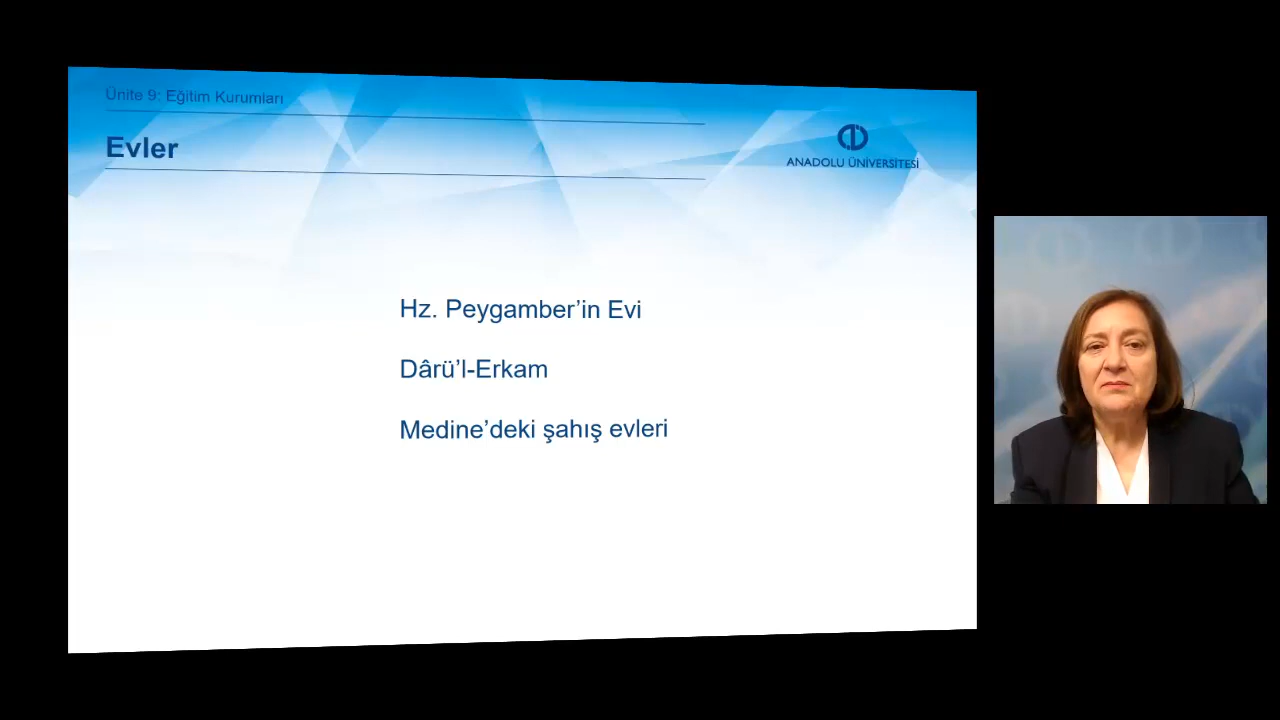 Ünite 9: Eğitim Kurumları
Evler
ANADOLU ÜNİVERSİTESİ
Hz. Peygamber’in Evi
Dârü’l-Erkam
Medine’deki şahıs evleri